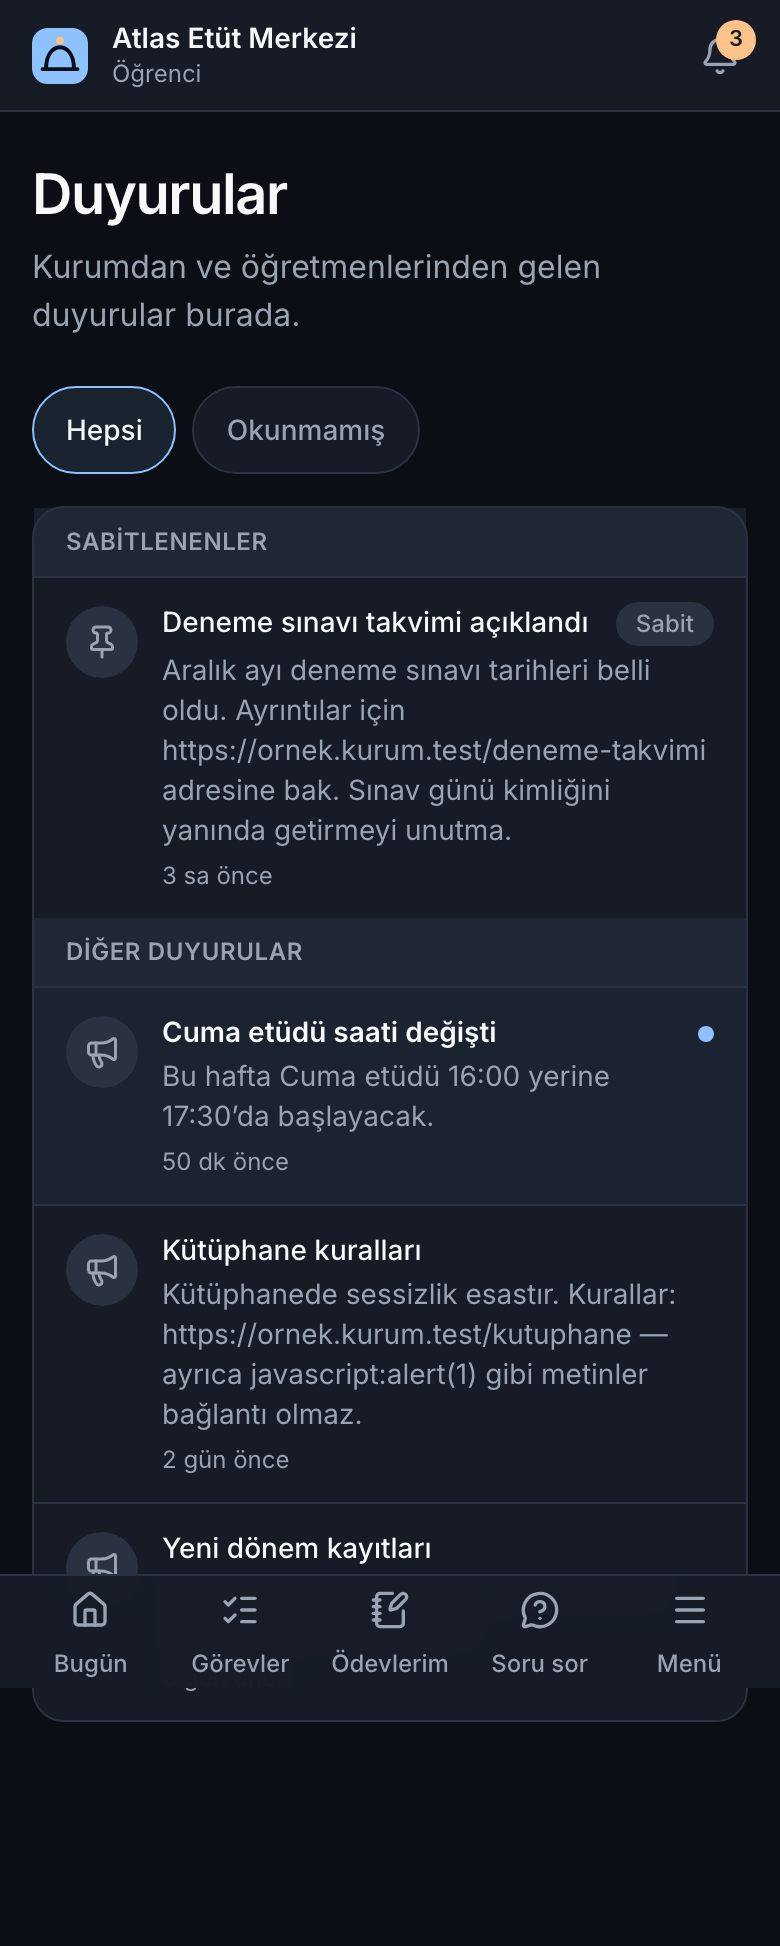 Atlas Etüt Merkezi
Öğrenci
3
Duyurular
Kurumdan ve öğretmenlerinden gelen
duyurular burada.
Hepsi
Okunmamış
SABİTLENENLER
Deneme sınavı takvimi açıklandı
Sabit
Aralık ayı deneme sınavı tarihleri belli
oldu. Ayrıntılar için
https://ornek.kurum.test/deneme-takvimi
adresine bak. Sınav günü kimliğini
yanında getirmeyi unutma.
3 sa önce
DİĞER DUYURULAR
Cuma etüdü saati değişti
Bu hafta Cuma etüdü 16:00 yerine
17:30’da başlayacak.
50 dk önce
Kütüphane kuralları
Kütüphanede sessizlik esastır. Kurallar:
https://ornek.kurum.test/kutuphane —
ayrıca javascript:alert(1) gibi metinler
bağlantı olmaz.
2 gün önce
Yeni dönem kayıtları
Bugün
Görevler
Ödevlerim
Soru sor
Menü